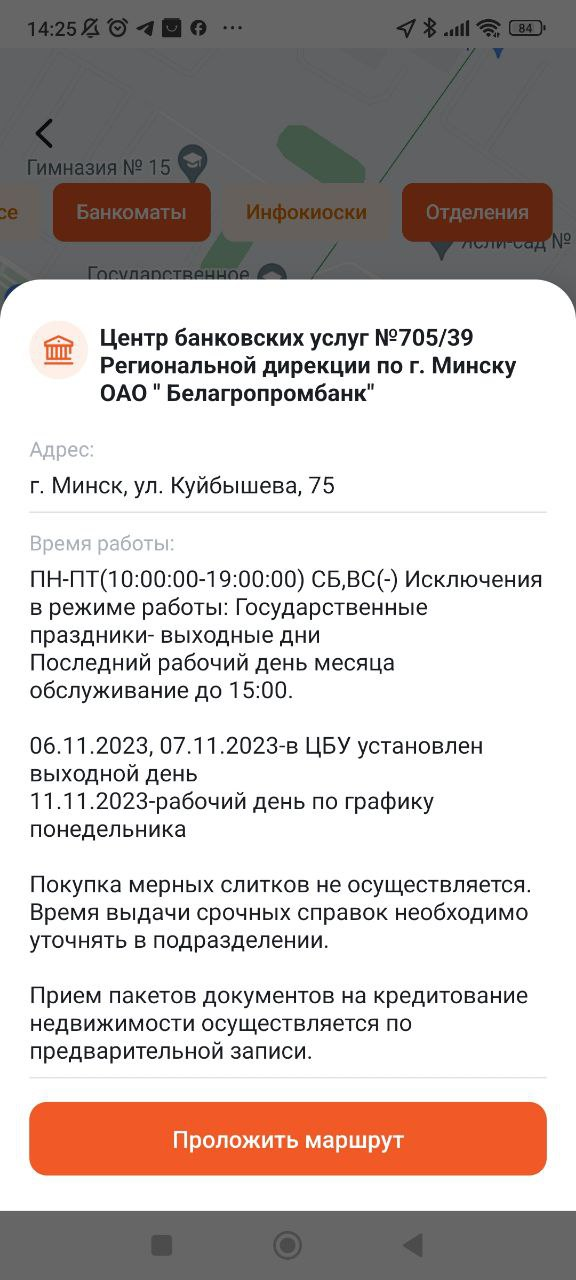 14:25
84
Гимназия № 15
се
Банкоматы
Инфокиоски
Отделения
Ясли-сад №
Государственное
Центр банковских услуг №705/39
Региональной дирекции по г. Минску
ОАО " Белагропромбанк"
Адрес:
г. Минск, ул. Куйбышева, 75
Время работы:
ПН-ПТ(10:00:00-19:00:00) СБ,ВС(-) Исключения
в режиме работы: Государственные
праздники- выходные дни
Последний рабочий день месяца
обслуживание до 15:00.
06.11.2023, 07.11.2023-в ЦБУ установлен
выходной день
11.11.2023-рабочий день по графику
понедельника
Покупка мерных слитков не осуществляется.
Время выдачи срочных справок необходимо
уточнять в подразделении.
Прием пакетов документов на кредитование
недвижимости осуществляется по
предварительной записи.
Проложить маршрут